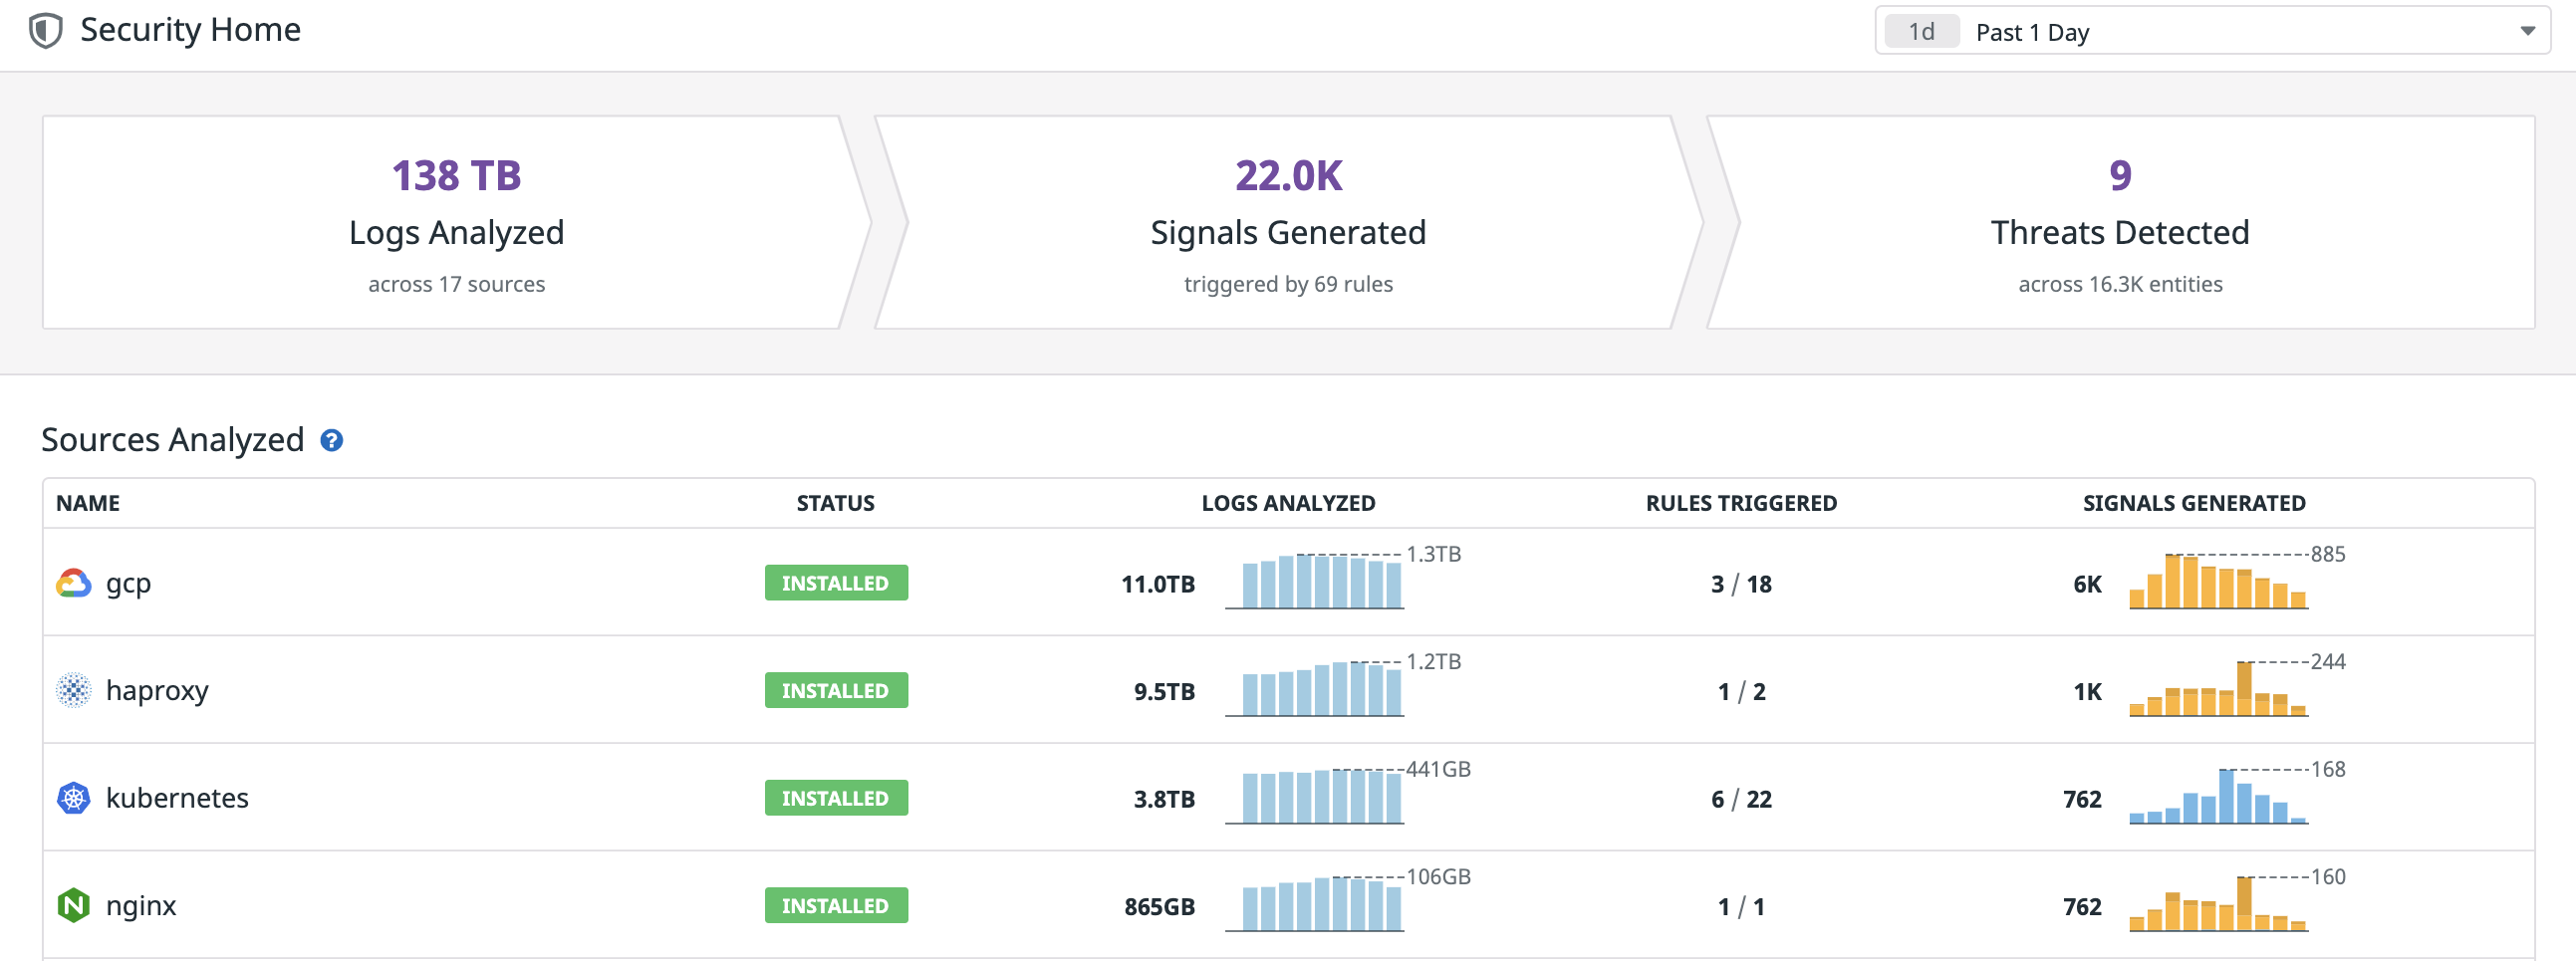 Security Home
1d Past 1 Day
138 TB
Logs Analyzed
across 17 sources
22.0K
Signals Generated
triggered by 69 rules
9
Threats Detected
across 16.3K entities
Sources Analyzed ?
NAME STATUS LOGS ANALYZED RULES TRIGGERED SIGNALS GENERATED
gcp INSTALLED 11.0TB 1.3TB 3 / 18 6K 885
haproxy INSTALLED 9.5TB 1.2TB 1 / 2 1K 244
kubernetes INSTALLED 3.8TB 441GB 6 / 22 762 168
N nginx INSTALLED 865GB 106GB 1 / 1 762 160